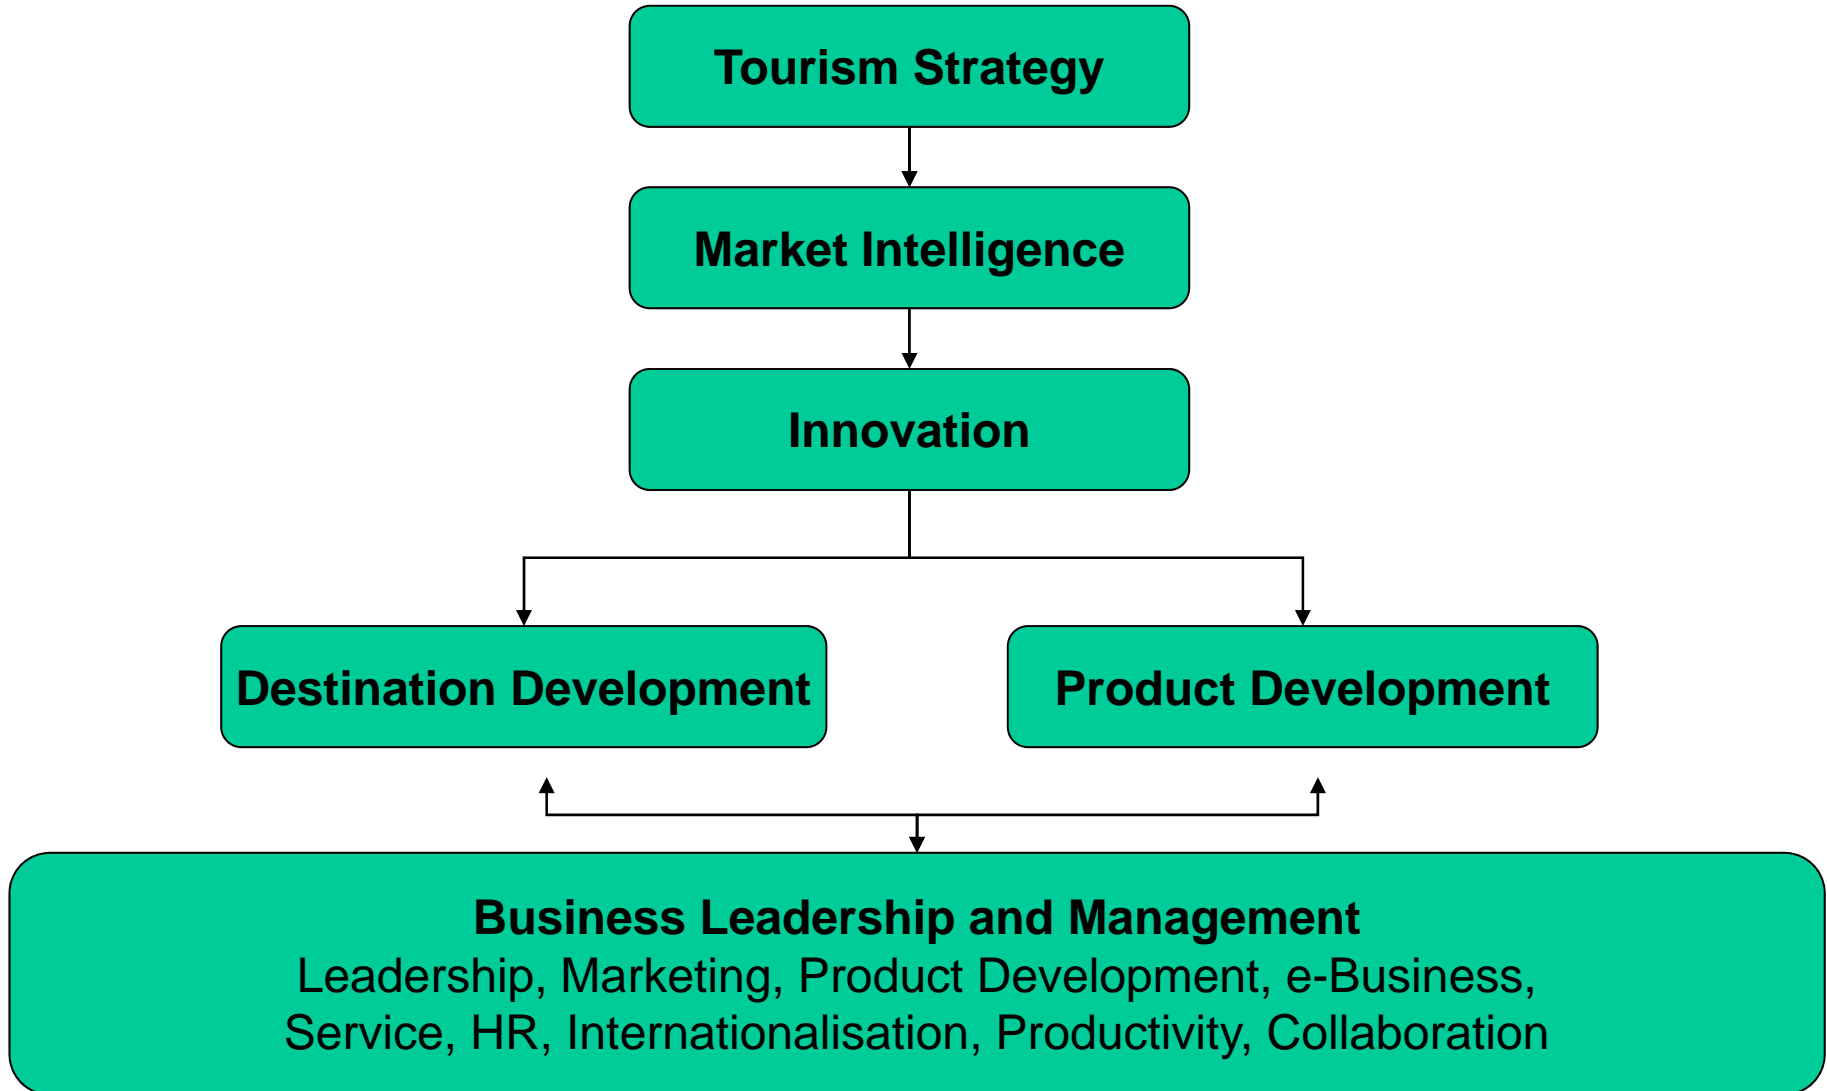 Tourism Strategy
Market Intelligence
Innovation
Destination Development
Product Development
Business Leadership and Management
Leadership, Marketing, Product Development, e-Business,
Service, HR, Internationalisation, Productivity, Collaboration